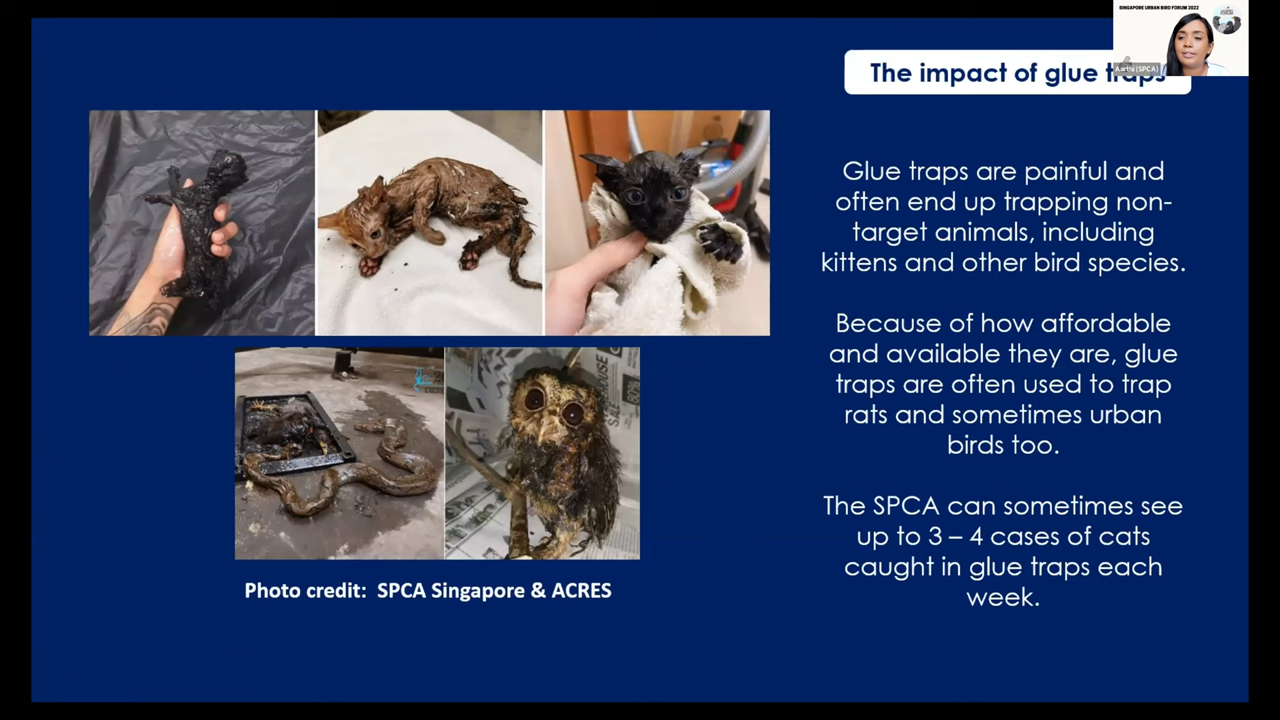 SINGAPORE URBAN BIRD FORUM 2022
Aarthi (SPCA)
The impact of glue traps
Glue traps are painful and
often end up trapping non-
target animals, including
kittens and other bird species.
Because of how affordable
and available they are, glue
traps are often used to trap
rats and sometimes urban
birds too.
The SPCA can sometimes see
up to 3 – 4 cases of cats
caught in glue traps each
week.
Photo credit: SPCA Singapore & ACRES